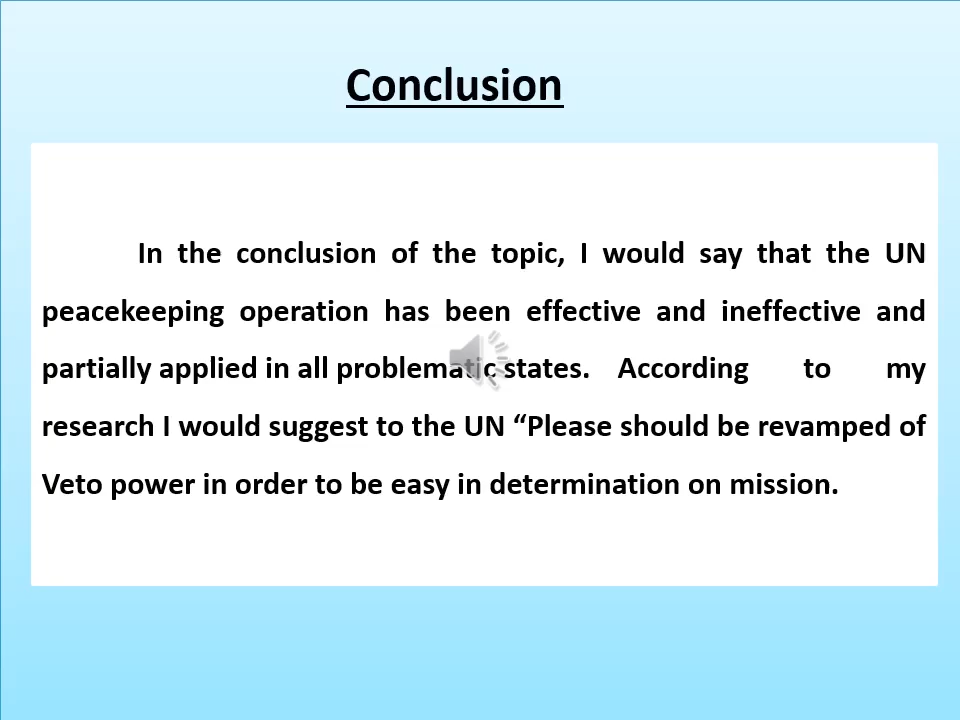 Conclusion
In the conclusion of the topic, I would say that the UN
peacekeeping operation has been effective and ineffective and
partially applied in all problematic states. According to my
research I would suggest to the UN “Please should be revamped of
Veto power in order to be easy in determination on mission.